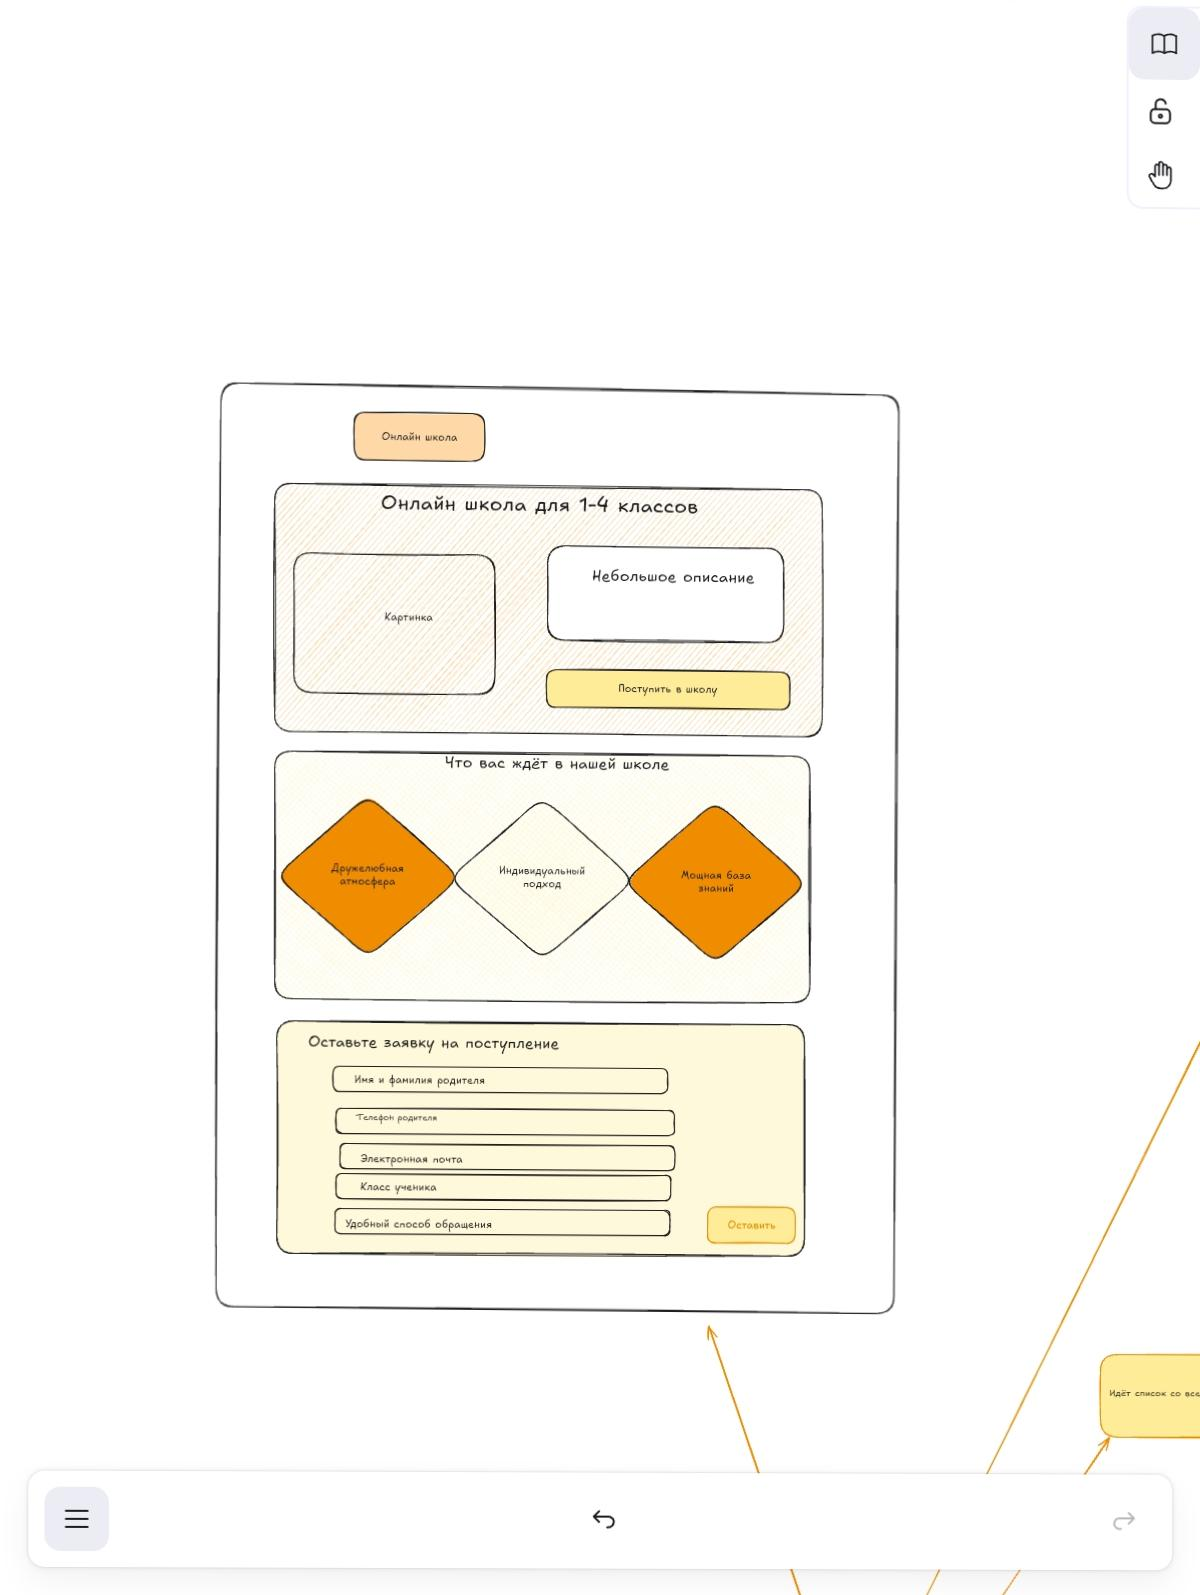 Онлайн школа
Онлайн школа для 1-4 классов
Картинка
Небольшое описание
Поступить в школу
Что вас ждёт в нашей школе
Дружелюбная
атмосфера
Индивидуальный
подход
Мощная база
знаний
Оставьте заявку на поступление
Имя и фамилия родителя
Телефон родителя
Электронная почта
Класс ученика
Удобный способ обращения
Оставить
Идёт список со все